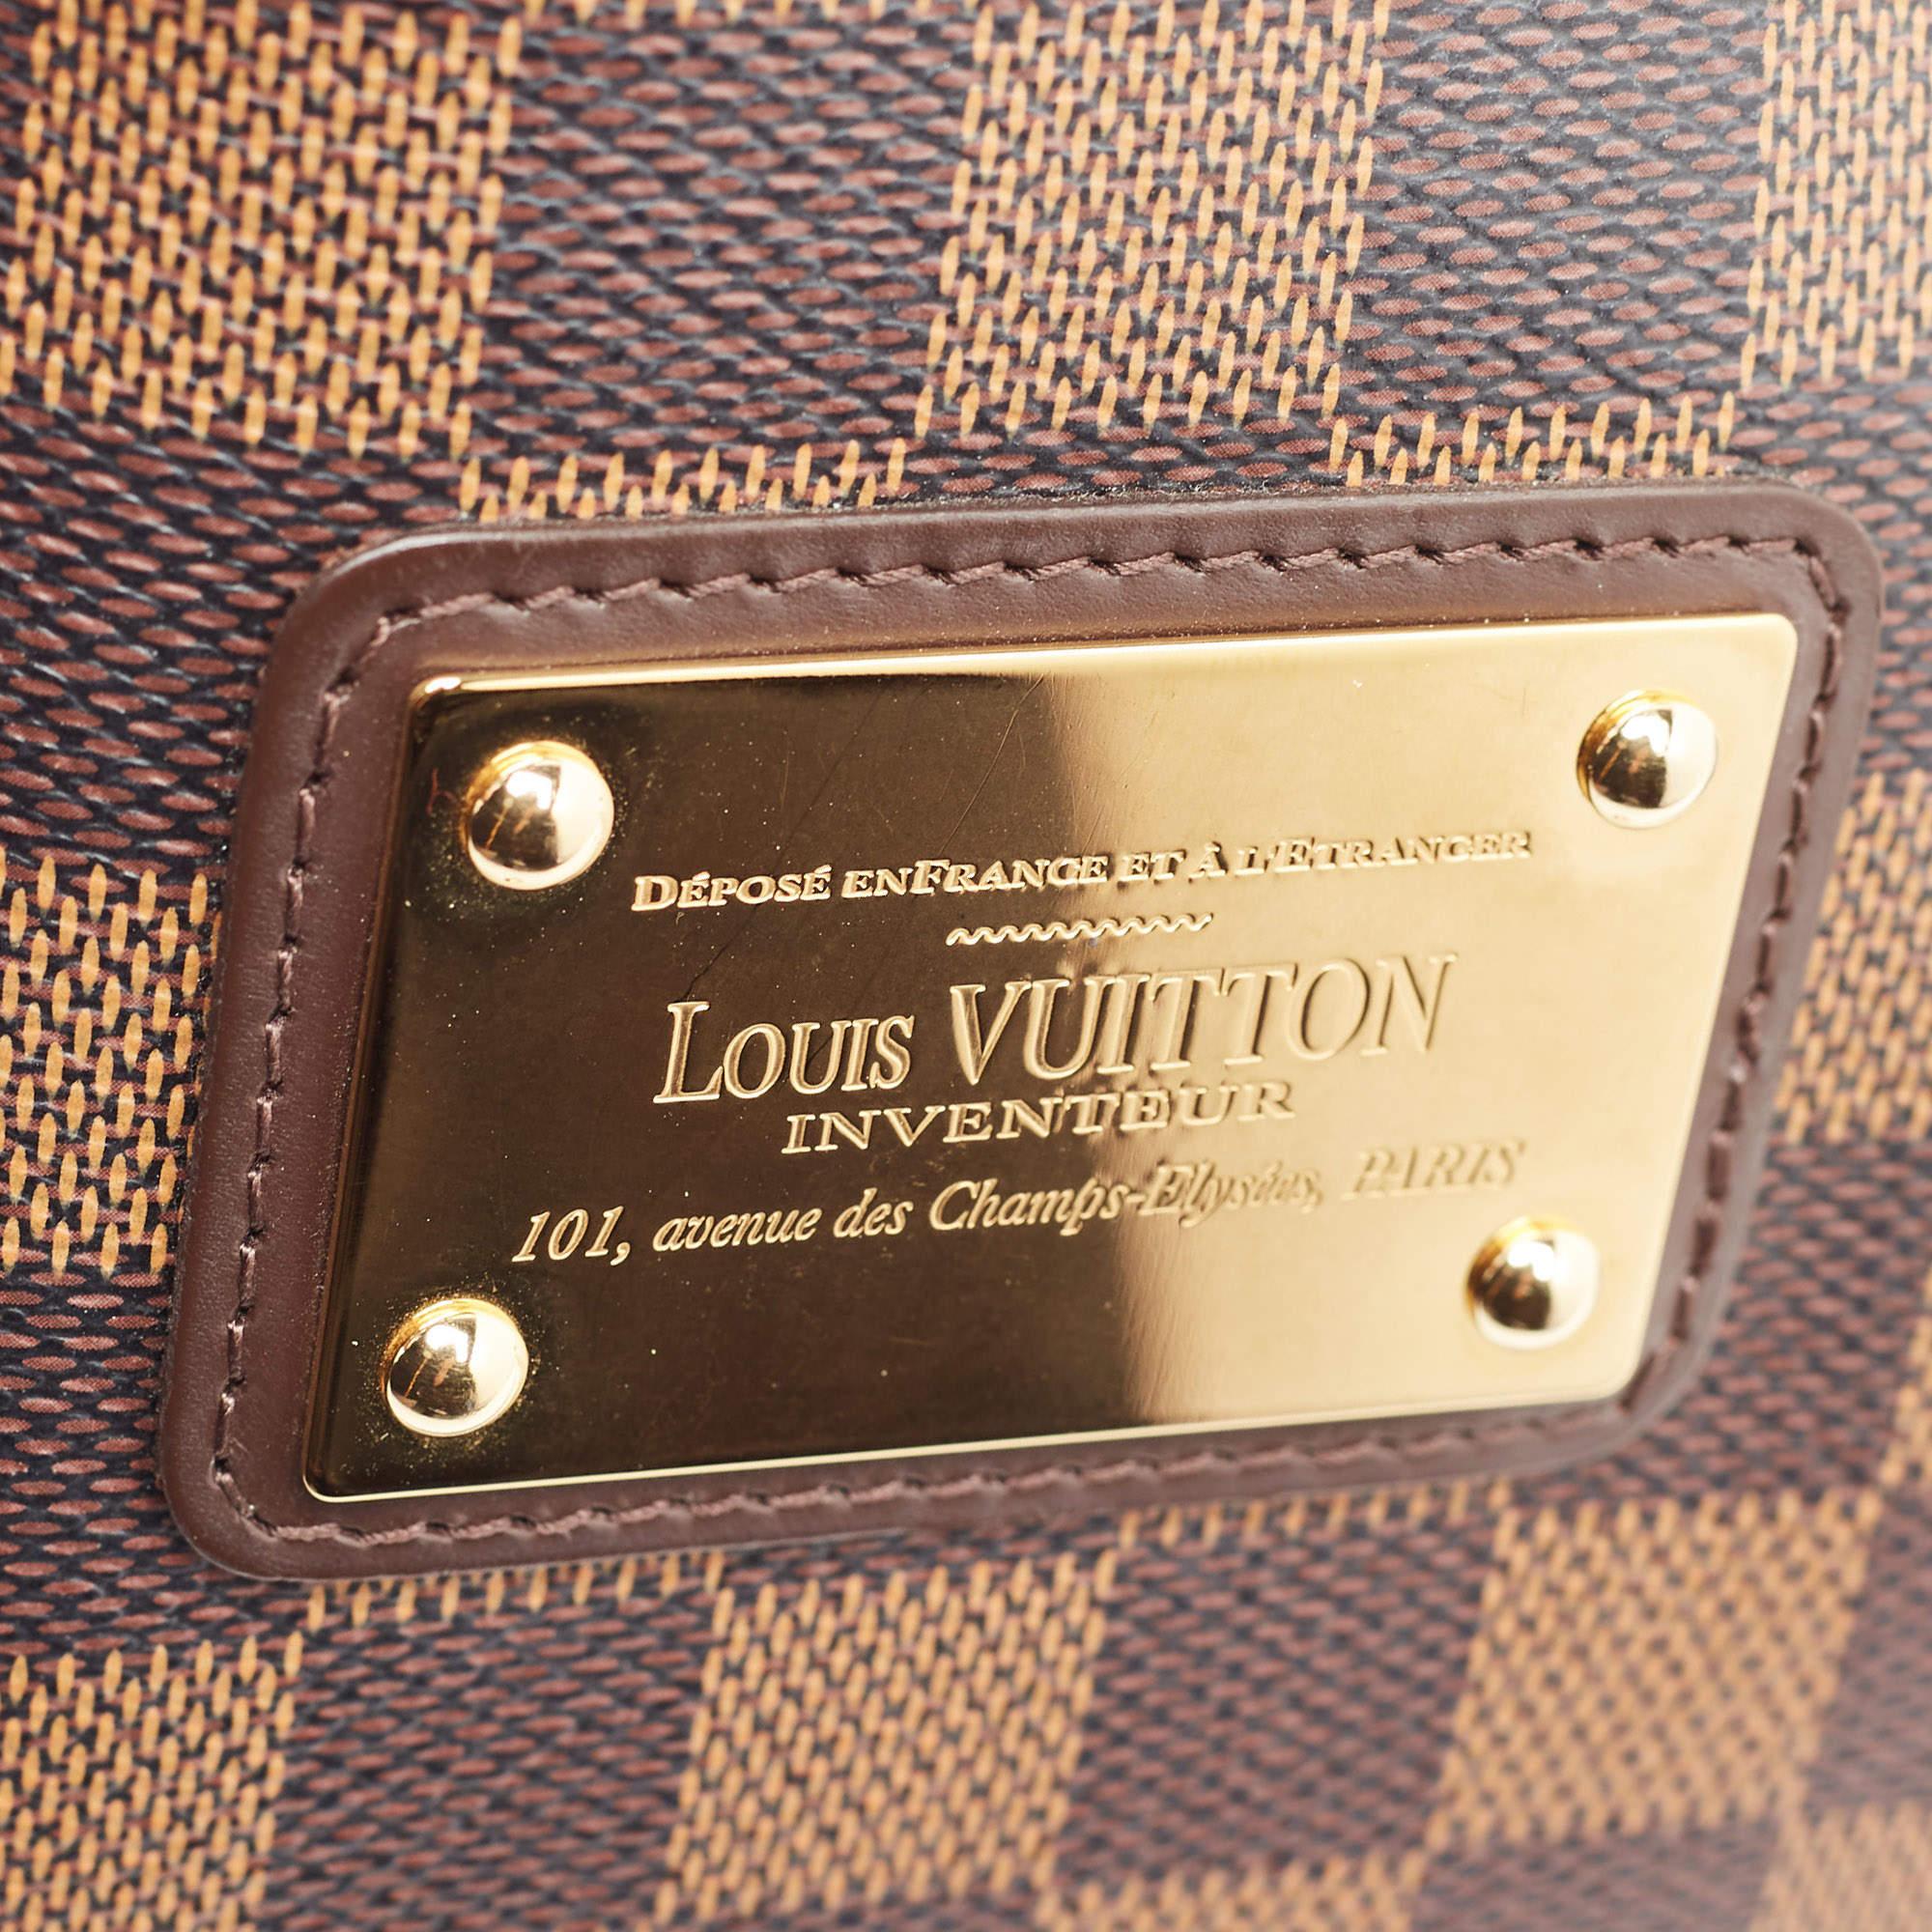 DÉPOSÉ ENFRANCE ET À L'ETRANGER
LOUIS VUITTON
INVENTEUR
101, avenue des Champs-Elysées, PARIS